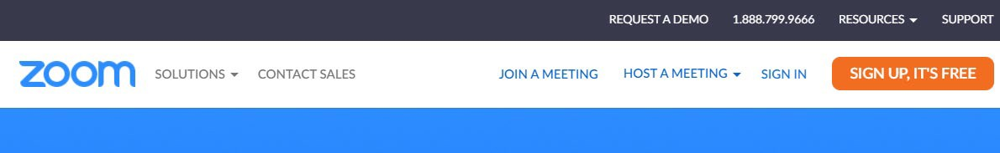 REQUEST A DEMO 1.888.799.9666 RESOURCES SUPPORT
zoom SOLUTIONS CONTACT SALES JOIN A MEETING HOST A MEETING SIGN IN SIGN UP, IT'S FREE